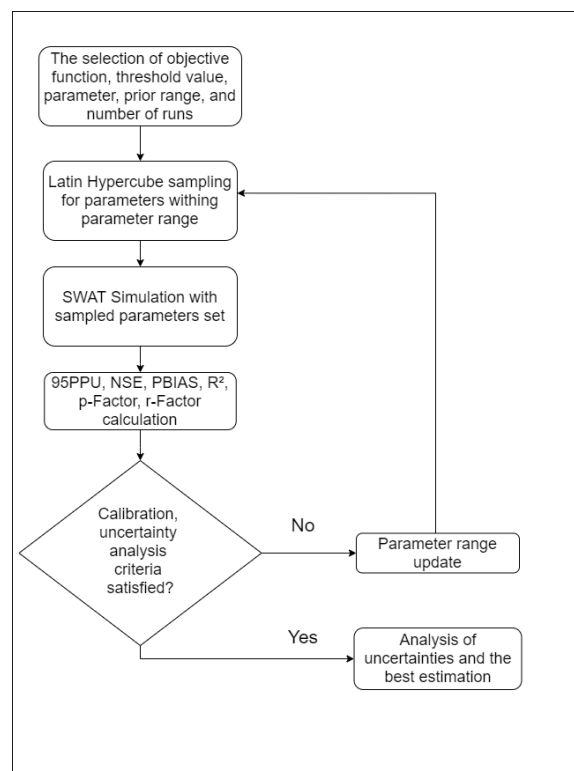 The selection of objective
function, threshold value,
parameter, prior range, and
number of runs
Latin Hypercube sampling
for parameters withing
parameter range
SWAT Simulation with
sampled parameters set
95PPU, NSE, PBIAS, R²,
p-Factor, r-Factor
calculation
Calibration,
uncertainty
analysis
criteria
satisfied?
No
Parameter range
update
Yes
Analysis of
uncertainties and the
best estimation